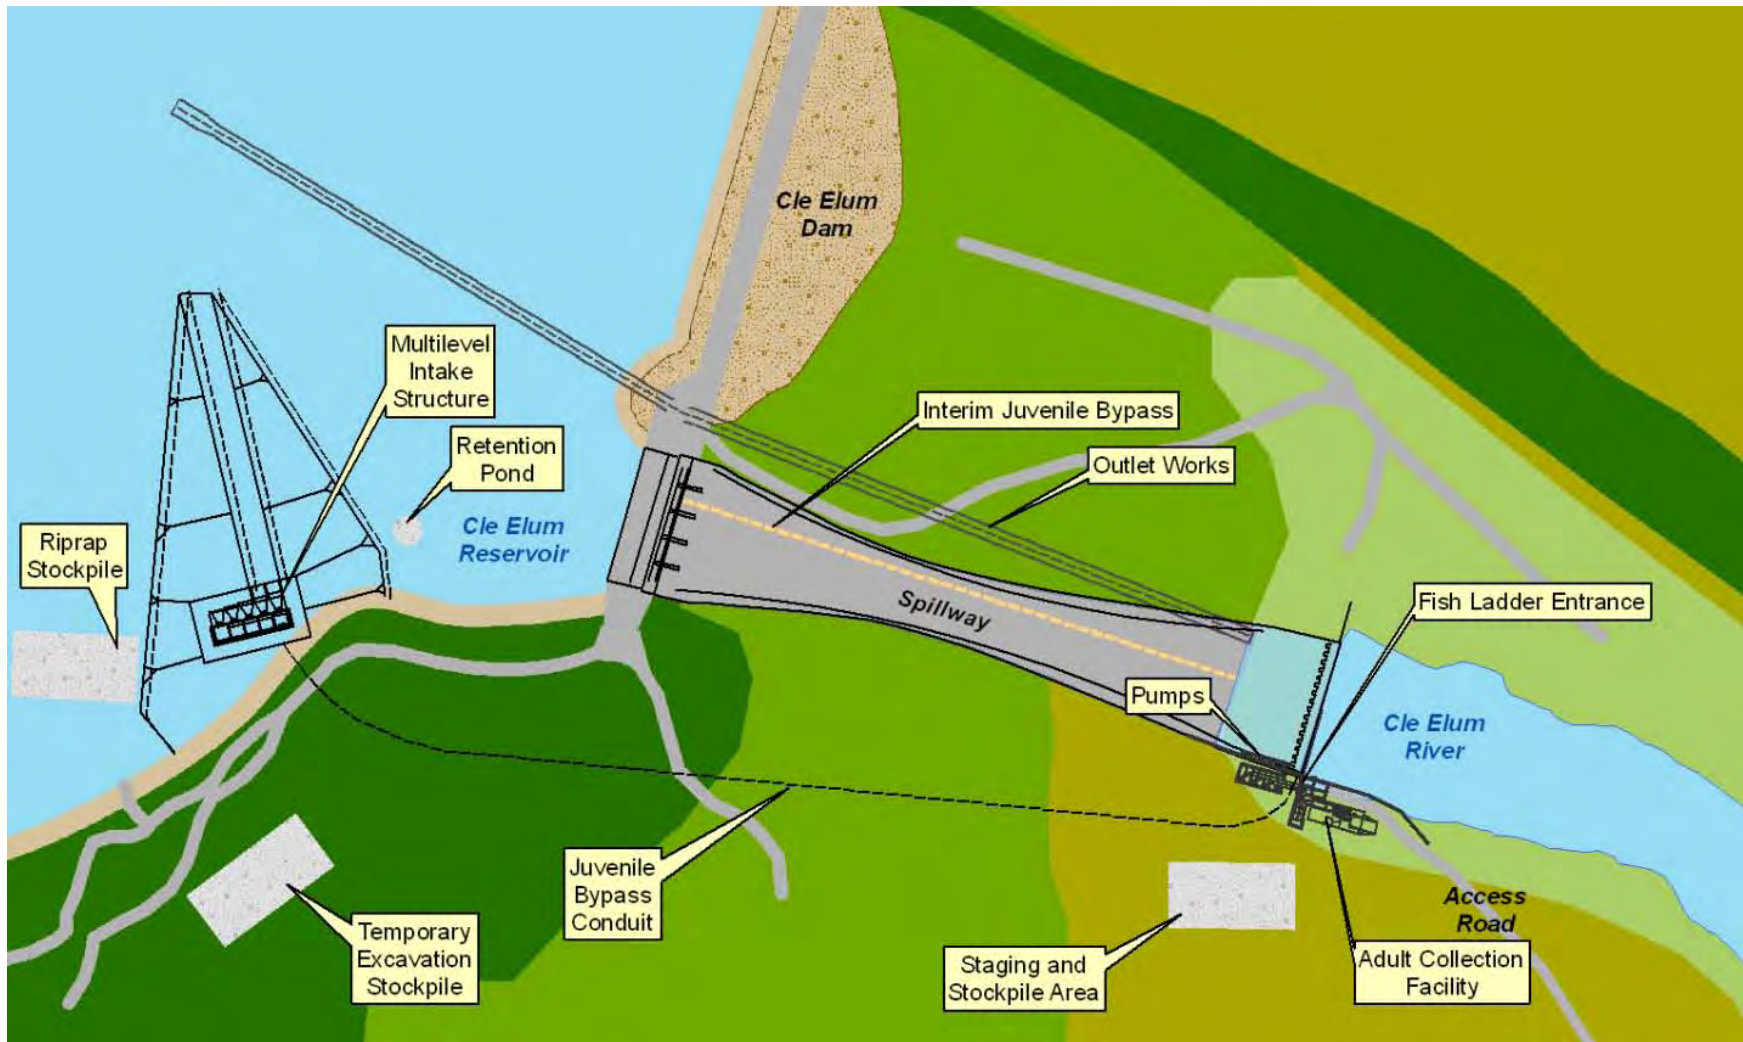 Cle Elum
Dam
Multilevel
Intake
Structure
Interim Juvenile Bypass
Retention
Pond
Outlet Works
Cle Elum
Reservoir
Riprap
Stockpile
Spillway
Fish Ladder Entrance
Pumps
Cle Elum
River
Juvenile
Bypass
Conduit
Access
Road
Temporary
Excavation
Stockpile
Staging and
Stockpile Area
Adult Collection
Facility